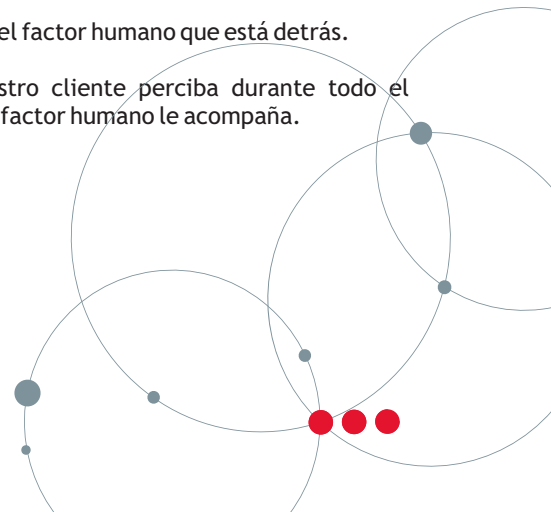 el factor humano que está detrás.
stro cliente perciba durante todo el
factor humano le acompaña.